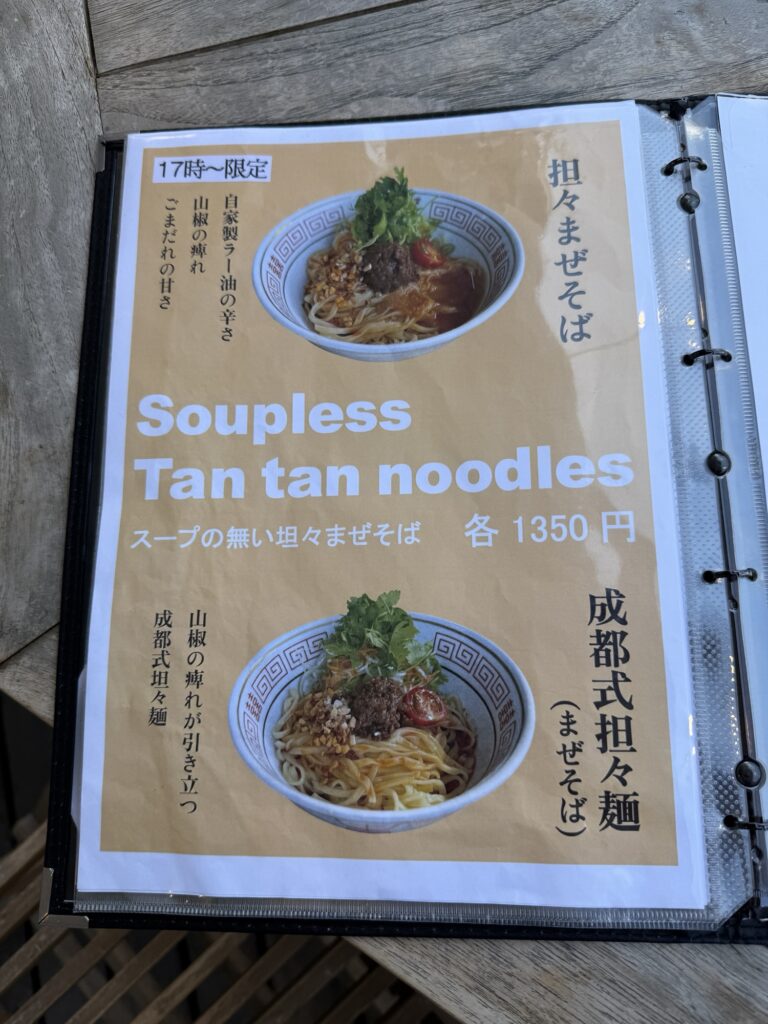 17時〜限定
担々まぜそば
自家製ラー油の辛さ
山椒の痺れ
ごまだれの甘さ
Soupless
Tan tan noodles
スープの無い坦々まぜそば 各 1350 円
成都式担々麺
(まぜそば)
山椒の痺れが引き立つ
成都式坦々麺